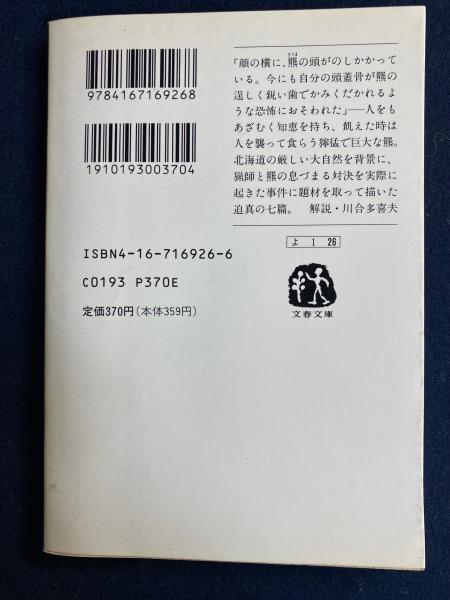 9784167169268
1910193003704
ISBN4-16-716926-6
C0193 P370E
定価370円(本体359円)
「顔の横に、羆の頭がのしかかって
いる。今にも自分の頭蓋骨が羆の
逞しく鋭い歯でかみくだかれるよ
うな恐怖におそわれた」──人をも
あざむく知恵を持ち、飢えた時は
人を襲って食らう獰猛で巨大な羆。
北海道の厳しい大自然を背景に、
猟師と羆の息づまる対決を実際に
起きた事件に題材を取って描いた
迫真の七篇。 解説・川合多喜夫
よ 1 26
文春文庫